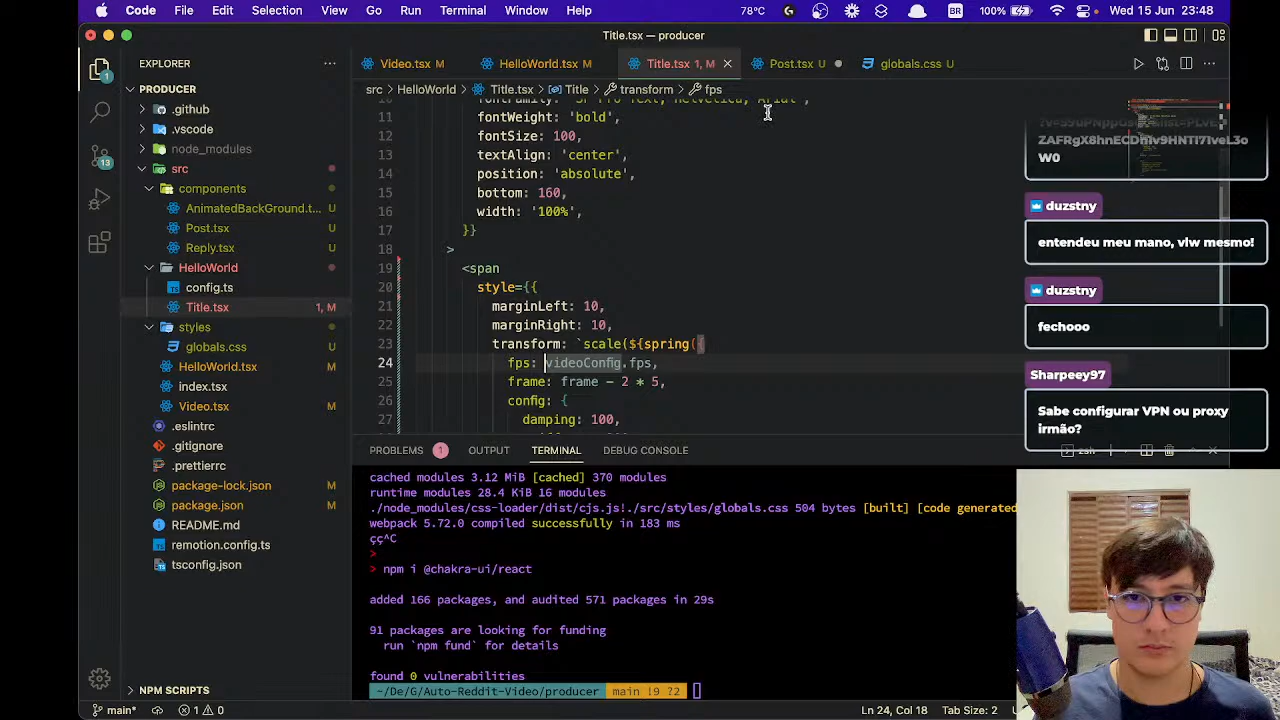 Code File Edit Selection View Go Run Terminal Window Help 78°C BR 100% Wed 15 Jun 23:48
Title.tsx — producer
EXPLORER
Video.tsx M
HelloWorld.tsx M
Title.tsx 1, M
Post.tsx U
globals.css U
src HelloWorld Title.tsx Title transform fps
PRODUCER
.github
.vscode
node_modules
src
components
AnimatedBackGround.t... U
Post.tsx U
Reply.tsx U
HelloWorld
config.ts
Title.tsx 1, M
styles
globals.css U
HelloWorld.tsx M
index.tsx
Video.tsx M
.eslintrc
.gitignore
.prettierrc
package-lock.json M
package.json M
README.md
remotion.config.ts
tsconfig.json
NPM SCRIPTS
1
13
11 fontWeight: 'bold',
12 fontSize: 100,
13 textAlign: 'center',
14 position: 'absolute',
15 bottom: 160,
16 width: '100%',
17 }}
18 >
19 <span
20 style={{
21 marginLeft: 10,
22 marginRight: 10,
23 transform: `scale(${spring({
24 fps: videoConfig.fps,
25 frame: frame - 2 * 5,
26 config: {
27 damping: 100,
PROBLEMS 1 OUTPUT TERMINAL DEBUG CONSOLE
zsh
cached modules 3.12 MiB [cached] 370 modules
runtime modules 28.4 KiB 16 modules
./node_modules/css-loader/dist/cjs.js!./src/styles/globals.css 504 bytes [built] [code generated
webpack 5.72.0 compiled successfully in 183 ms
çç^C
>
> npm i @chakra-ui/react
added 166 packages, and audited 571 packages in 29s
91 packages are looking for funding
run `npm fund` for details
found 0 vulnerabilities
~/De/G/Auto-Reddit-Video/producer main !9 ?2
W0
duzstny
entendeu meu mano, vlw mesmo!
duzstny
fechooo
Sharpeey97
Sabe configurar VPN ou proxy
irmão?
main* 1 0 Ln 24, Col 18 Tab Size: 2